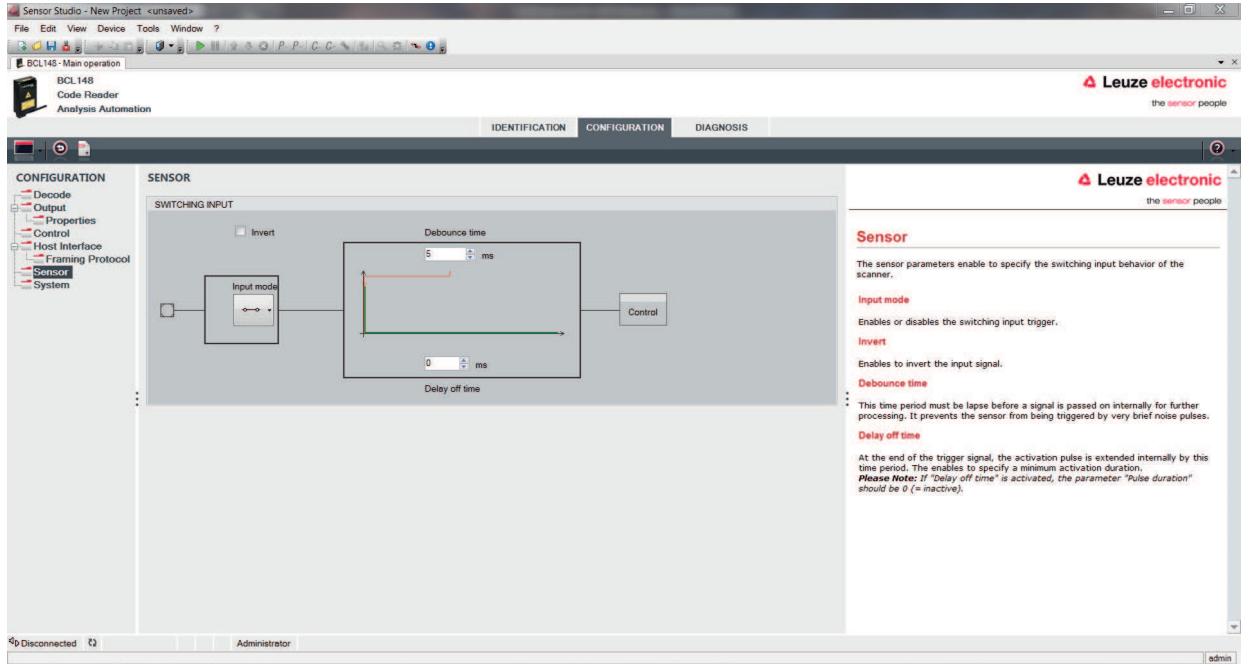 Sensor Studio - New Project <unsaved>
File Edit View Device Tools Window ?
BCL148 - Main operation
BCL148
Code Reader
Analysis Automation
Leuze electronic
the sensor people
IDENTIFICATION CONFIGURATION DIAGNOSIS
CONFIGURATION
Decode
Output
Properties
Control
Host Interface
Framing Protocol
Sensor
System
SENSOR
SWITCHING INPUT
Invert
Debounce time
5 ms
Input mode
Control
0 ms
Delay off time
Leuze electronic
the sensor people
Sensor
The sensor parameters enable to specify the switching input behavior of the
scanner.
Input mode
Enables or disables the switching input trigger.
Invert
Enables to invert the input signal.
Debounce time
This time period must be lapse before a signal is passed on internally for further
processing. It prevents the sensor from being triggered by very brief noise pulses.
Delay off time
At the end of the trigger signal, the activation pulse is extended internally by this
time period. The enables to specify a minimum activation duration.
Please Note: If "Delay off time" is activated, the parameter "Pulse duration"
should be 0 (= inactive).
Disconnected Administrator
admin